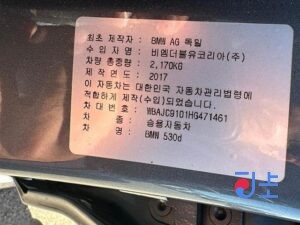 최초 제작자 : BMW AG 독일
수 입 자 명 : 비엠더블유코리아(주)
차량 총중량 : 2,170KG
제 작 연 도 : 2017
이 자동차는 대한민국 자동차관리법령에
적합하게 제작(수입)되었습니다.
차 대 번 호 : WBAJC9101HG471461
차 종 : 승용자동차
차 명 : BMW 530d